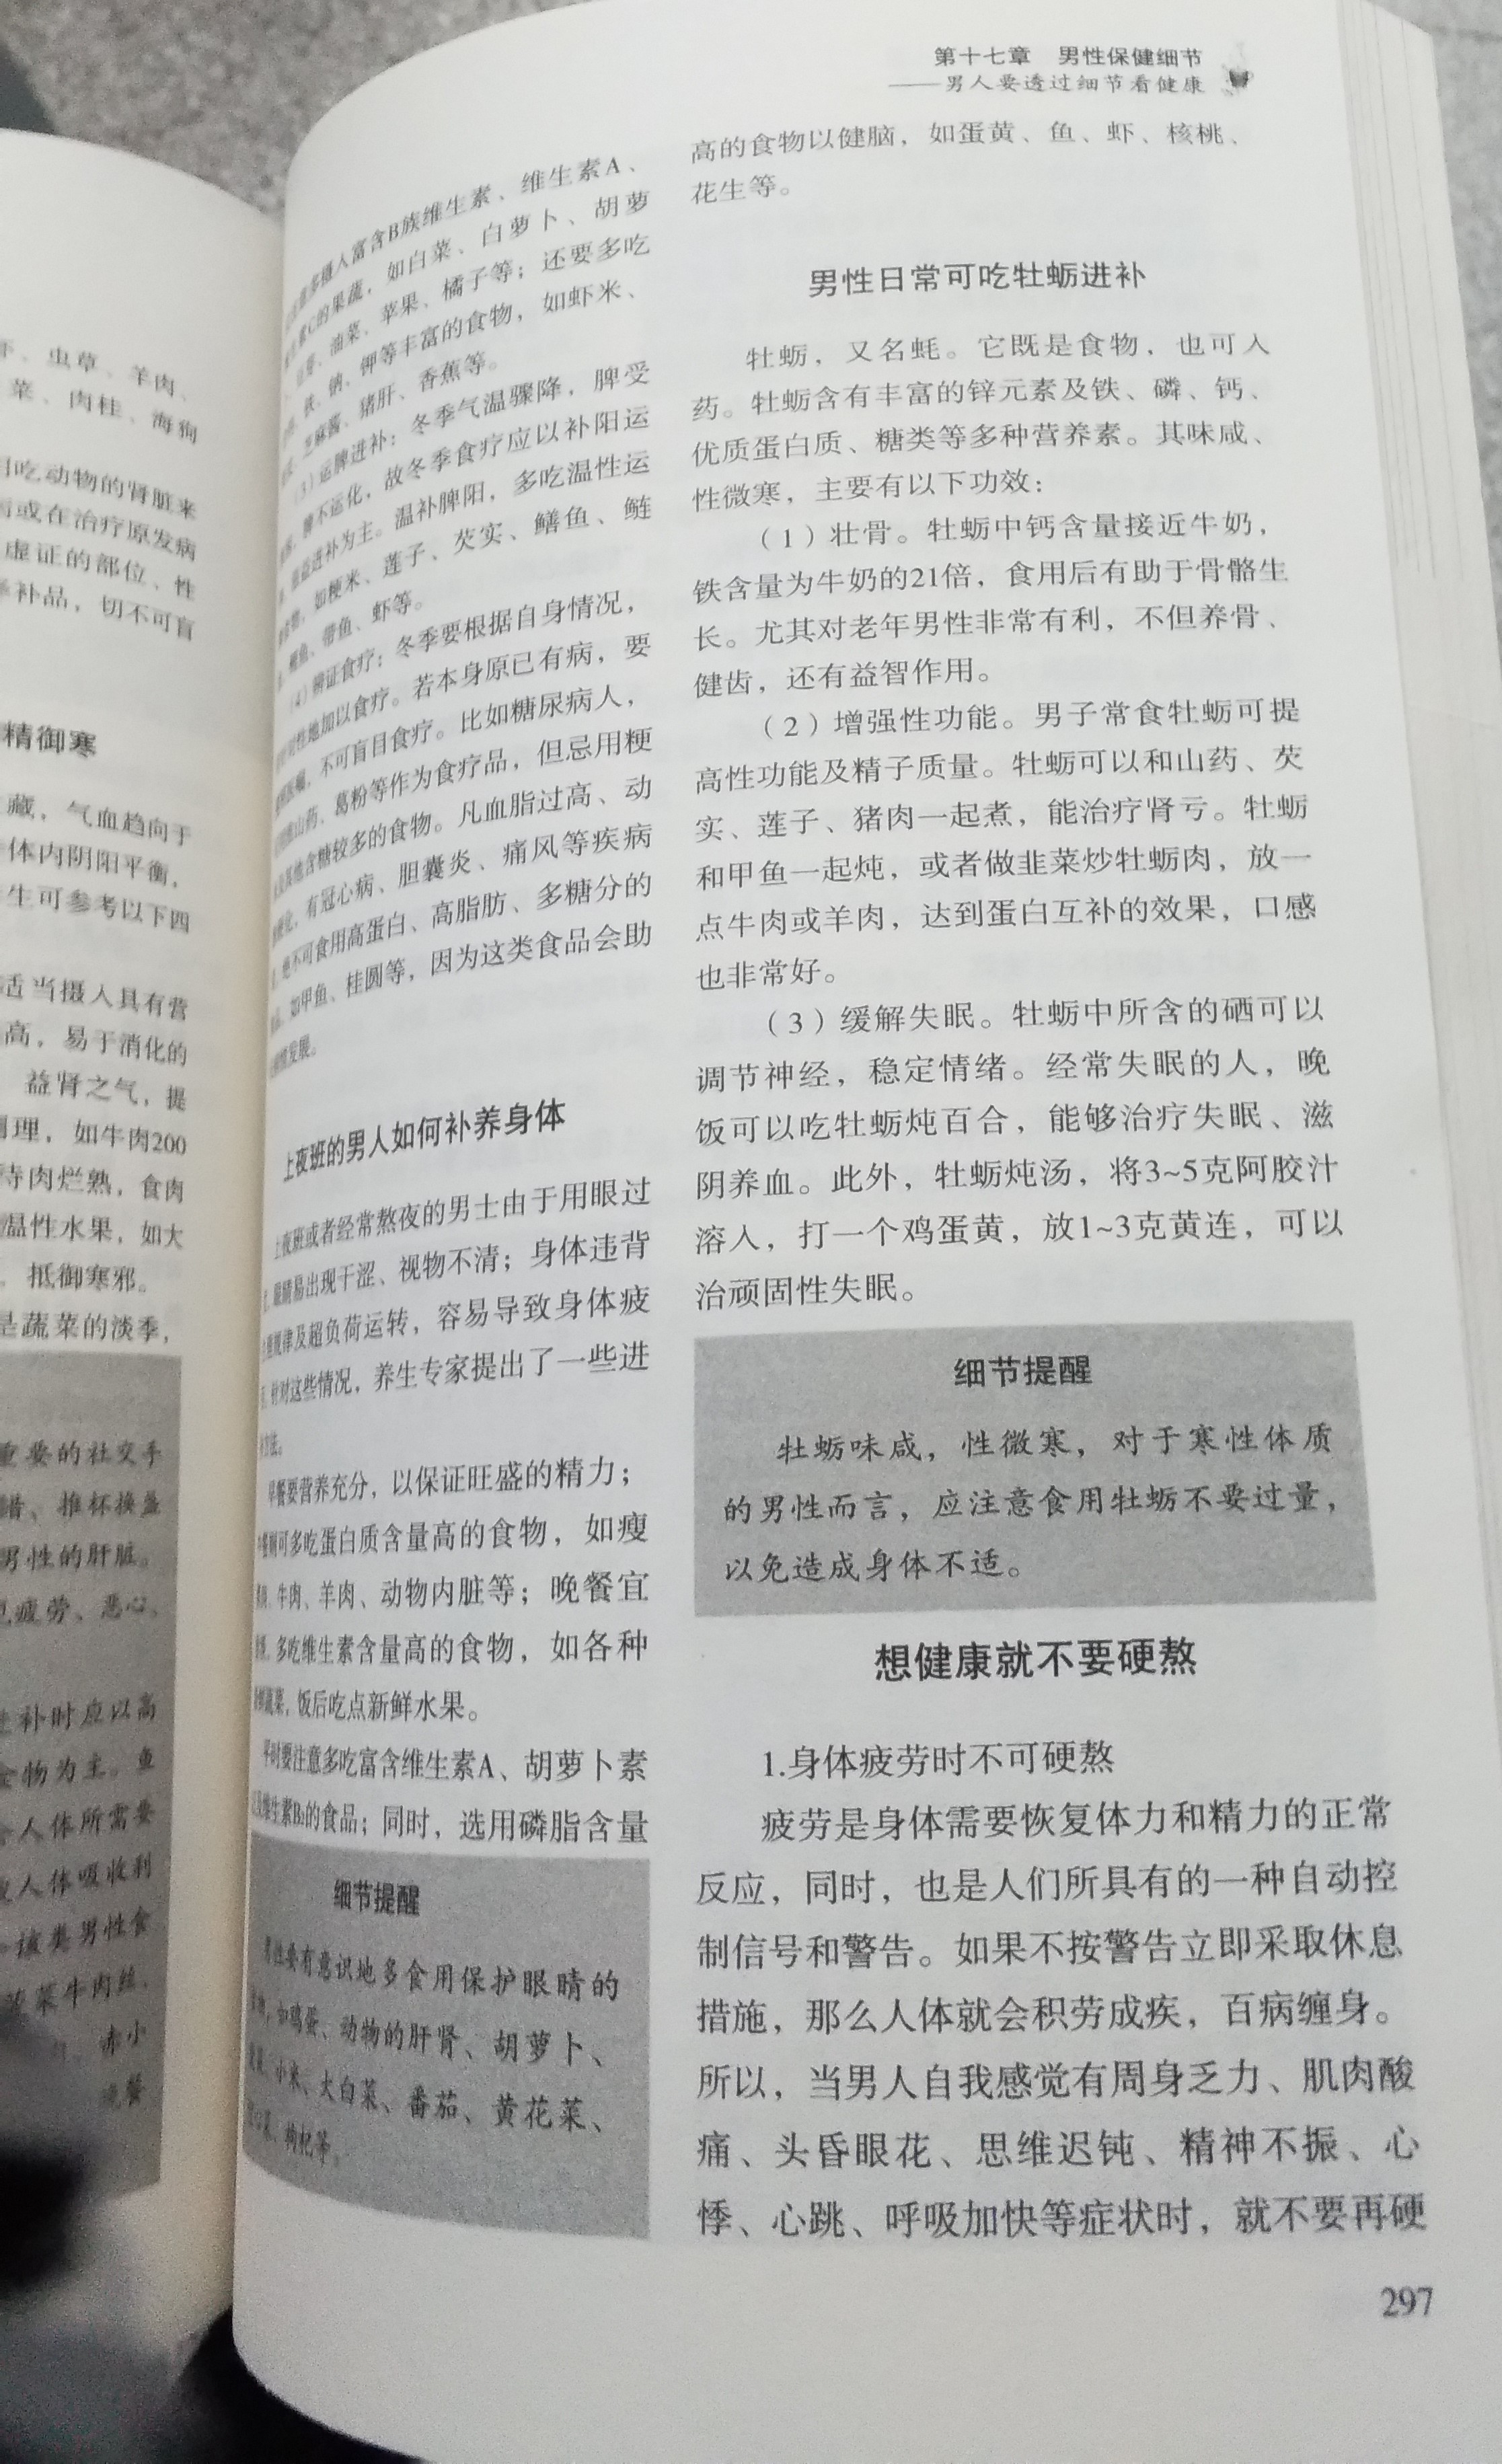 干、虫草、羊肉、
菜、肉桂、海狗
用吃动物的肾脏来
病或在治疗原发病
虚证的部位、性
择补品，切不可盲
精御寒
藏，气血趋向于
体内阴阳平衡，
生可参考以下四
适当摄入具有营
高，易于消化的
益肾之气，提
调理，如牛肉200
待肉烂熟，食肉
温性水果，如大
抵御寒邪。
是蔬菜的淡季，
重要的社交手
推杯换盏
男性的肝脏。
疲劳、恶心、
进补时应以高
食物为主。鱼
人体所需要
人体吸收利
该类男性食
菠菜牛肉丝、
赤小
晚餐
第十七章 男性保健细节
——男人要透过细节看健康
多摄入富含B族维生素、维生素A、
素C的果蔬，如白菜、白萝卜、胡萝
油菜、苹果、橘子等；还要多吃
铁、钠、钾等丰富的食物，如虾米、
芝麻酱、猪肝、香蕉等。
（3）运脾进补：冬季气温骤降，脾受
脾不运化，故冬季食疗应以补阳运
滋益进补为主。温补脾阳，多吃温性运
食物，如粳米、莲子、芡实、鳝鱼、鲢
鲤鱼、带鱼、虾等。
（4）辨证食疗：冬季要根据自身情况，
针对性地加以食疗。若本身原已有病，要
不可盲目食疗。比如糖尿病人，
山药、葛粉等作为食疗品，但忌用粳
及其他含糖较多的食物。凡血脂过高、动
硬化，有冠心病、胆囊炎、痛风等疾病
绝不可食用高蛋白、高脂肪、多糖分的
如甲鱼、桂圆等，因为这类食品会助
病情发展。
上夜班的男人如何补养身体
上夜班或者经常熬夜的男士由于用眼过
度，眼睛易出现干涩、视物不清；身体违背
规律及超负荷运转，容易导致身体疲
针对这些情况，养生专家提出了一些进
补方法。
早餐要营养充分，以保证旺盛的精力；
中餐则可多吃蛋白质含量高的食物，如瘦
猪肉、牛肉、羊肉、动物内脏等；晚餐宜
多吃维生素含量高的食物，如各种
新鲜蔬菜，饭后吃点新鲜水果。
平时要注意多吃富含维生素A、胡萝卜素
以及维生素B₂的食品；同时，选用磷脂含量
细节提醒
男性要有意识地多食用保护眼睛的
食物，如鸡蛋、动物的肝肾、胡萝卜、
菠菜、小米、大白菜、番茄、黄花菜、
空心菜、枸杞等。
高的食物以健脑，如蛋黄、鱼、虾、核桃、
花生等。
男性日常可吃牡蛎进补
牡蛎，又名蚝。它既是食物，也可入
药。牡蛎含有丰富的锌元素及铁、磷、钙、
优质蛋白质、糖类等多种营养素。其味咸、
性微寒，主要有以下功效：
（1）壮骨。牡蛎中钙含量接近牛奶，
铁含量为牛奶的21倍，食用后有助于骨骼生
长。尤其对老年男性非常有利，不但养骨、
健齿，还有益智作用。
（2）增强性功能。男子常食牡蛎可提
高性功能及精子质量。牡蛎可以和山药、芡
实、莲子、猪肉一起煮，能治疗肾亏。牡蛎
和甲鱼一起炖，或者做韭菜炒牡蛎肉，放一
点牛肉或羊肉，达到蛋白互补的效果，口感
也非常好。
（3）缓解失眠。牡蛎中所含的硒可以
调节神经，稳定情绪。经常失眠的人，晚
饭可以吃牡蛎炖百合，能够治疗失眠、滋
阴养血。此外，牡蛎炖汤，将3~5克阿胶汁
溶入，打一个鸡蛋黄，放1~3克黄连，可以
治顽固性失眠。
细节提醒
牡蛎味咸，性微寒，对于寒性体质
的男性而言，应注意食用牡蛎不要过量，
以免造成身体不适。
想健康就不要硬熬
1.身体疲劳时不可硬熬
疲劳是身体需要恢复体力和精力的正常
反应，同时，也是人们所具有的一种自动控
制信号和警告。如果不按警告立即采取休息
措施，那么人体就会积劳成疾，百病缠身。
所以，当男人自我感觉有周身乏力、肌肉酸
痛、头昏眼花、思维迟钝、精神不振、心
悸、心跳、呼吸加快等症状时，就不要再硬
297